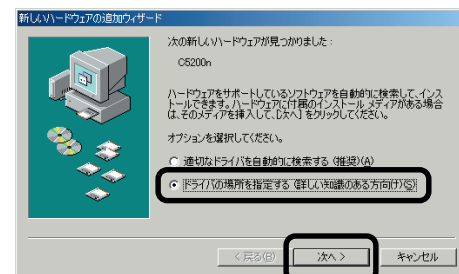 新しいハードウェアの追加ウィザード
次の新しいハードウェアが見つかりました :
C5200n
ハードウェアをサポートしているソフトウェアを自動的に検索して、インス
トールできます。ハードウェアに付属のインストール メディアがある場合
は、そのメディアを挿入して、[次へ] をクリックしてください。
オプションを選択してください。
適切なドライバを自動的に検索する (推奨)(A)
ドライバの場所を指定する (詳しい知識のある方向け)(S)
< 戻る(B)
次へ >
キャンセル